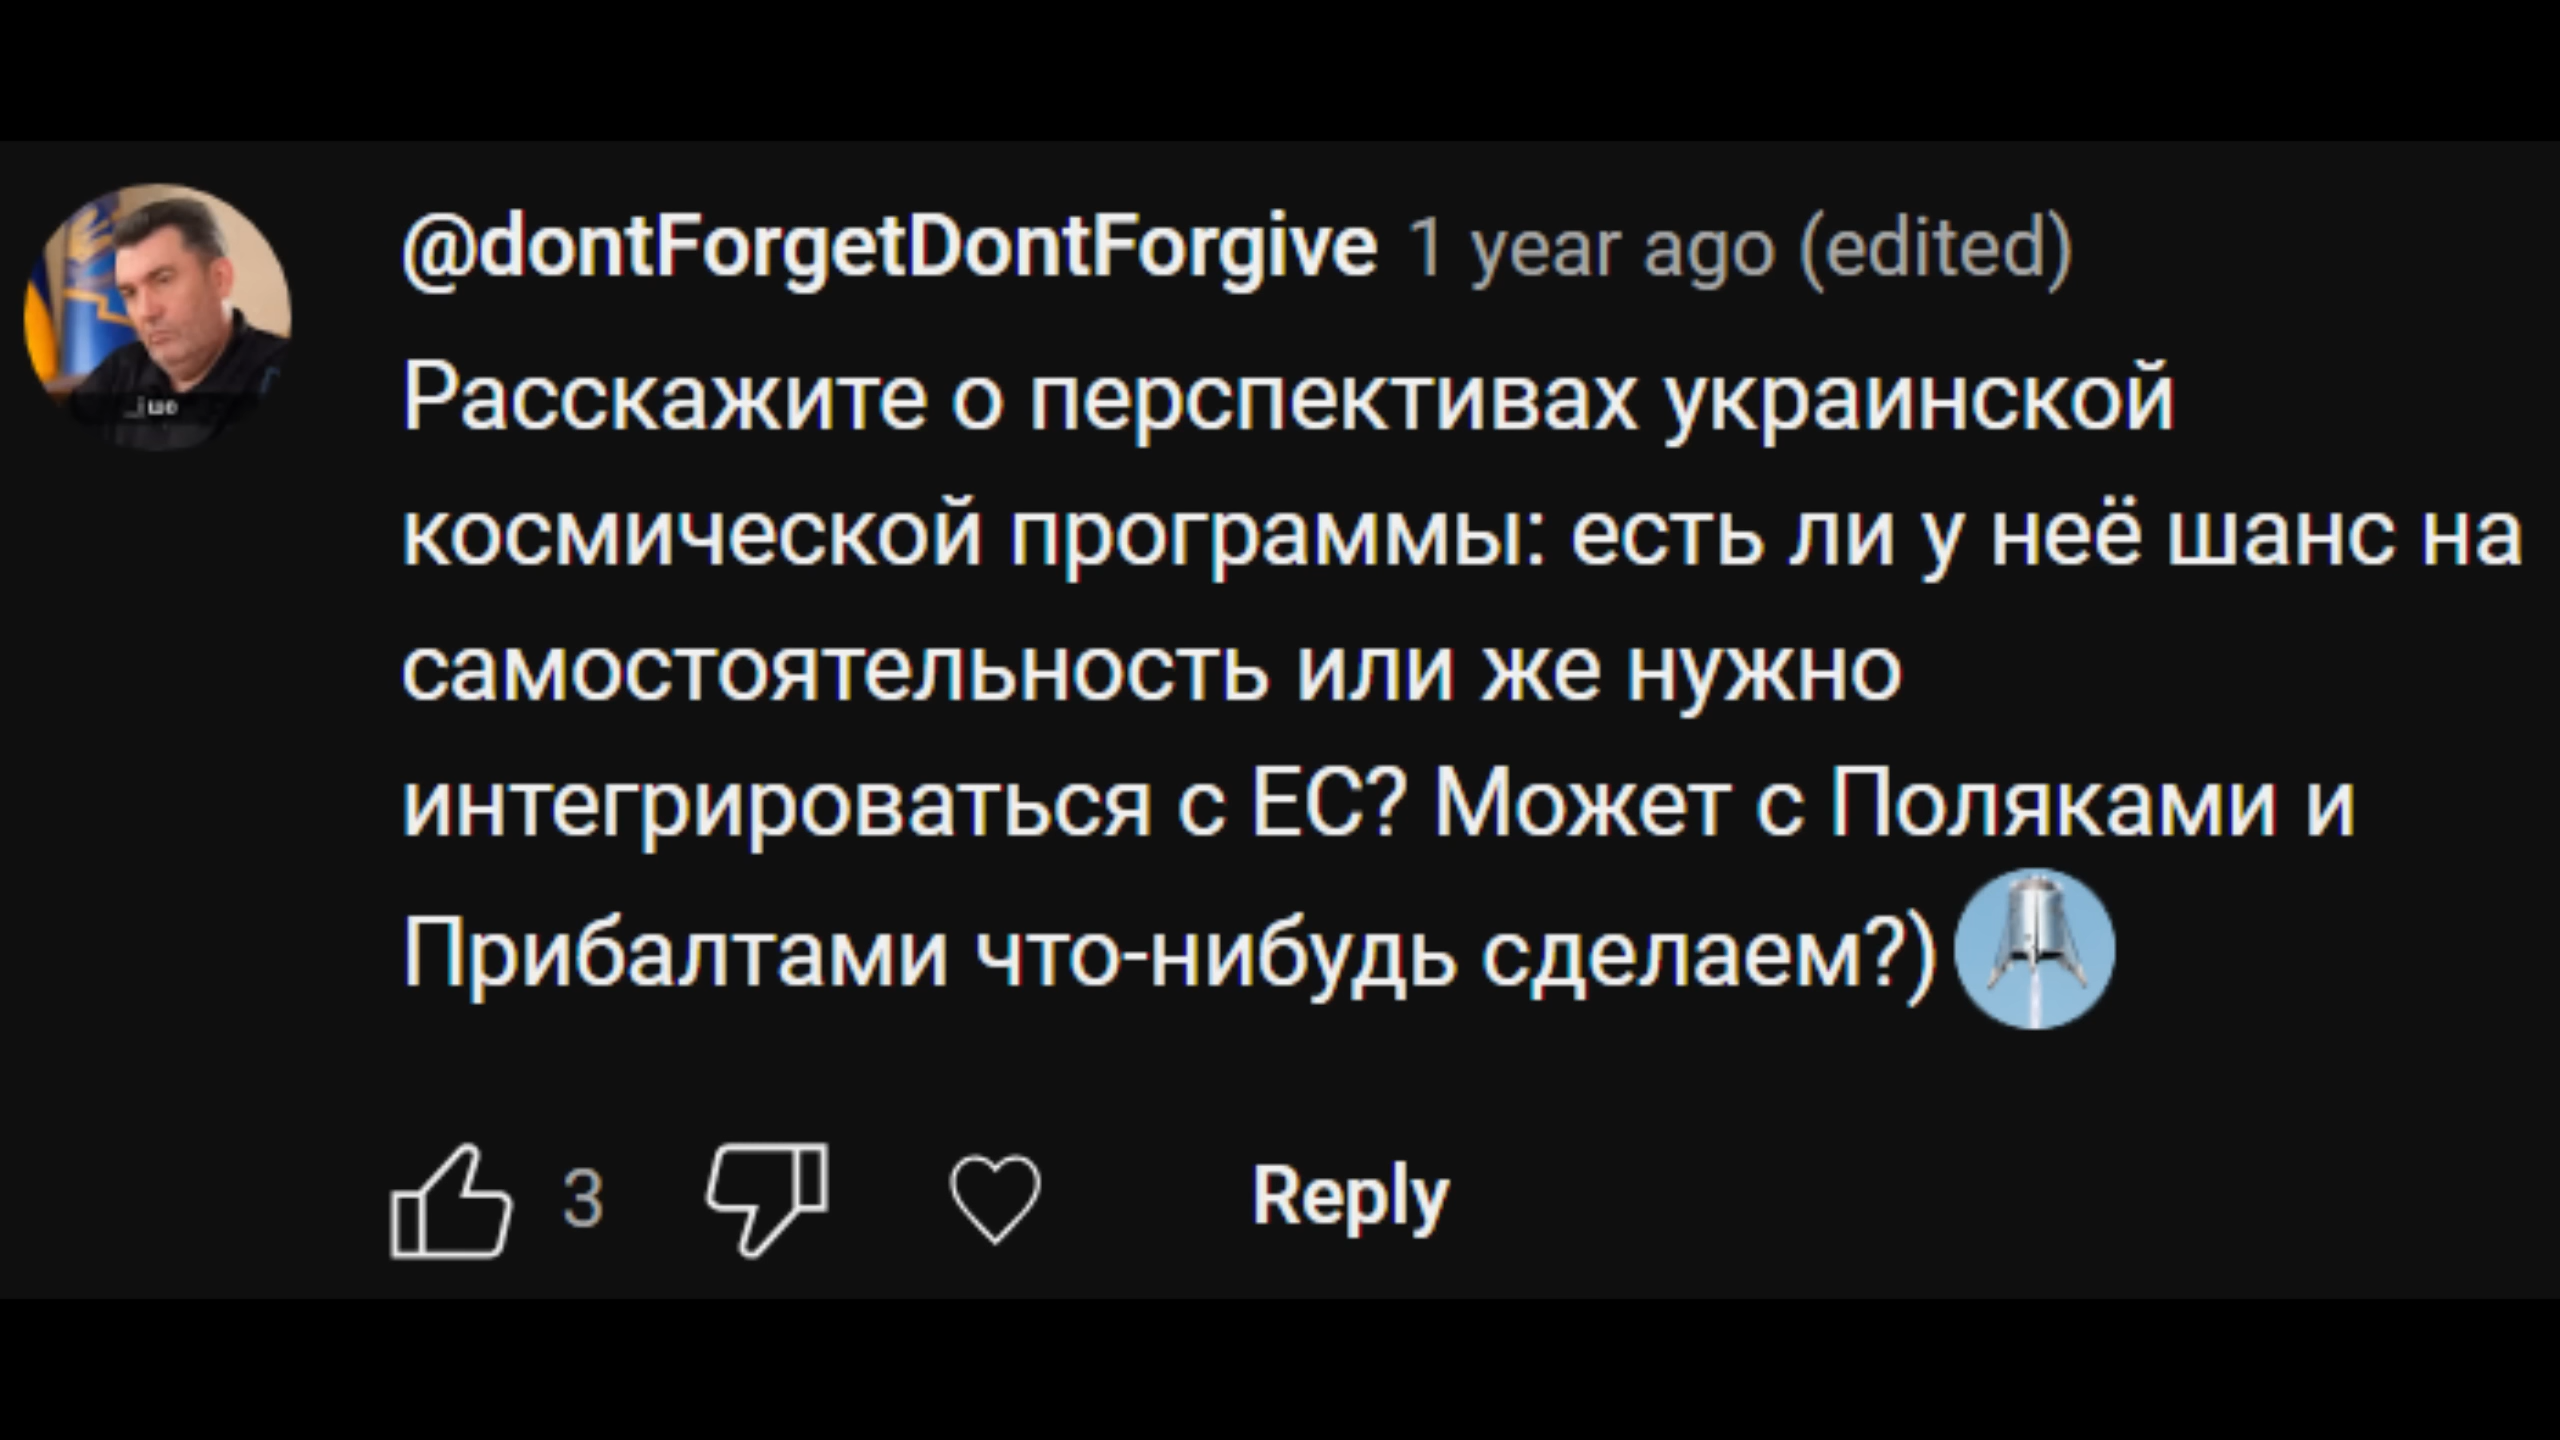 @dontForgetDontForgive 1 year ago (edited)
Расскажите о перспективах украинской
космической программы: есть ли у неё шанс на
самостоятельность или же нужно
интегрироваться с ЕС? Может с Поляками и
Прибалтами что-нибудь сделаем?)
3 Reply